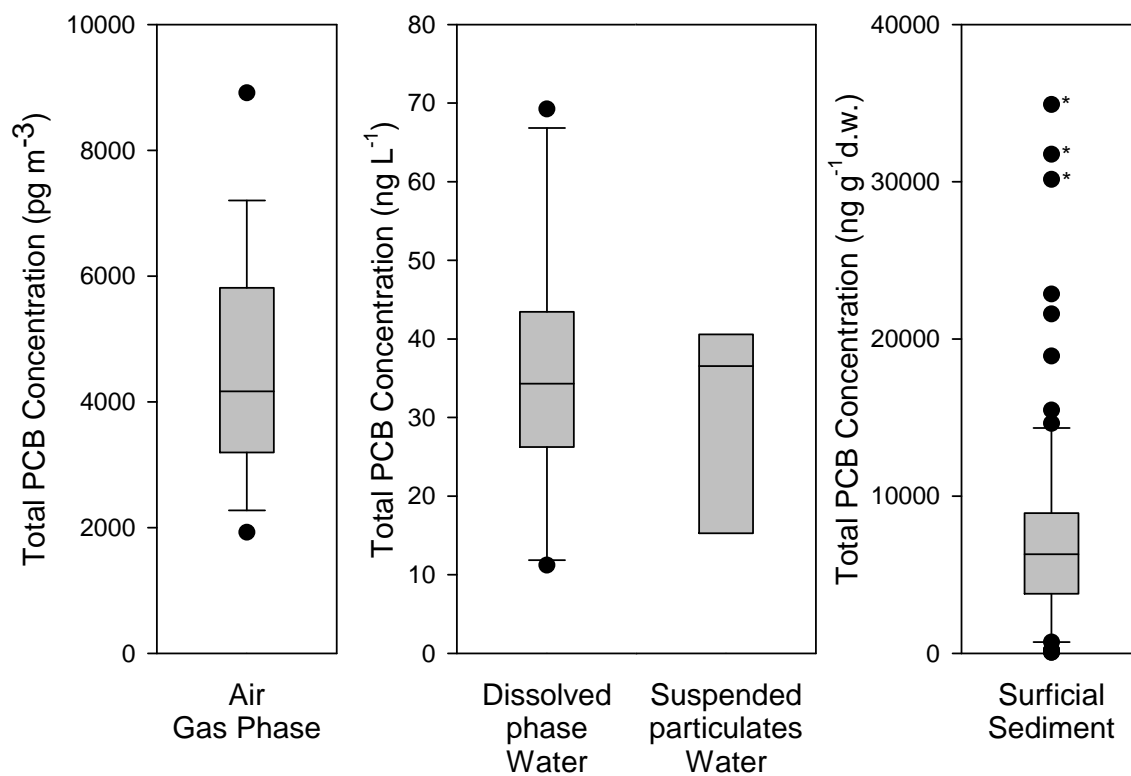 Total PCB Concentration (pg m⁻³)
10000
8000
6000
4000
2000
0
Air
Gas Phase
Total PCB Concentration (ng L⁻¹)
80
70
60
50
40
30
20
10
0
Dissolved
phase
Water
Suspended
particulates
Water
Total PCB Concentration (ng g⁻¹d.w.)
40000
30000
20000
10000
0
*
*
*
Surficial
Sediment